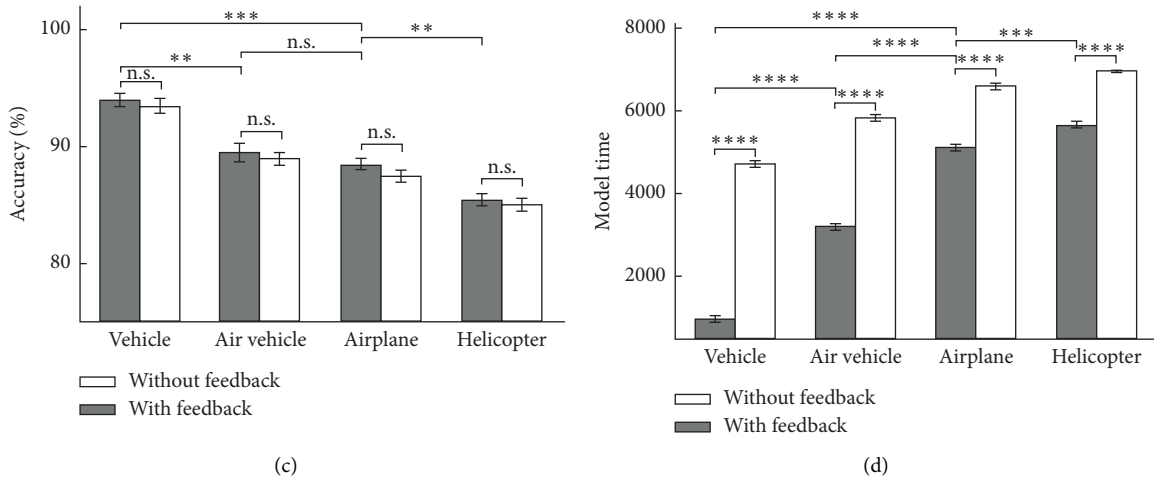 100
90
80
Accuracy (%)
***
n.s.
**
**
n.s.
n.s.
n.s.
n.s.
Vehicle
Air vehicle
Airplane
Helicopter
Without feedback
With feedback
(c)
8000
6000
4000
2000
Model time
****
****
***
****
****
****
****
****
Vehicle
Air vehicle
Airplane
Helicopter
Without feedback
With feedback
(d)